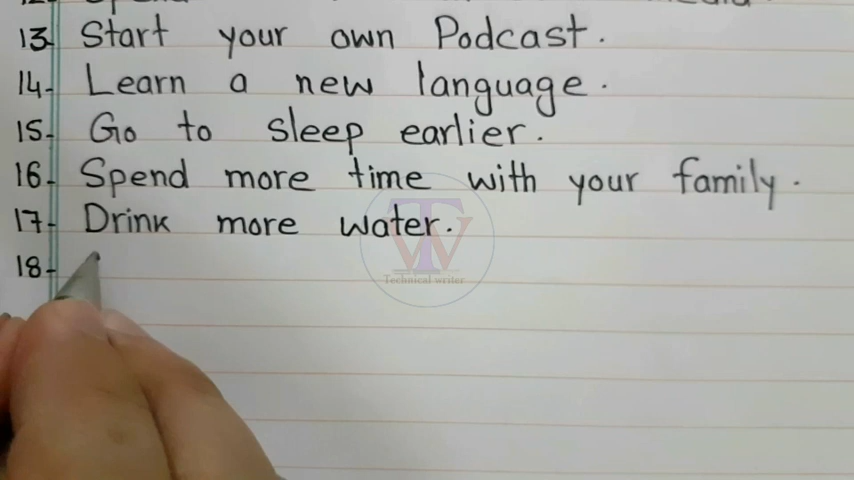 13. Start your own Podcast.
14- Learn a new language.
15- Go to sleep earlier.
16- Spend more time with your family.
17- Drink more water.
18-
TW
Technical writer